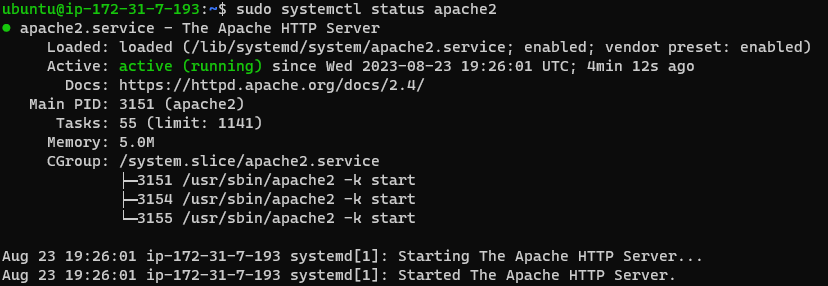 ubuntu@ip-172-31-7-193:~$ sudo systemctl status apache2
● apache2.service - The Apache HTTP Server
     Loaded: loaded (/lib/systemd/system/apache2.service; enabled; vendor preset: enabled)
     Active: active (running) since Wed 2023-08-23 19:26:01 UTC; 4min 12s ago
       Docs: https://httpd.apache.org/docs/2.4/
   Main PID: 3151 (apache2)
      Tasks: 55 (limit: 1141)
     Memory: 5.0M
     CGroup: /system.slice/apache2.service
             ├─3151 /usr/sbin/apache2 -k start
             ├─3154 /usr/sbin/apache2 -k start
             └─3155 /usr/sbin/apache2 -k start

Aug 23 19:26:01 ip-172-31-7-193 systemd[1]: Starting The Apache HTTP Server...
Aug 23 19:26:01 ip-172-31-7-193 systemd[1]: Started The Apache HTTP Server.